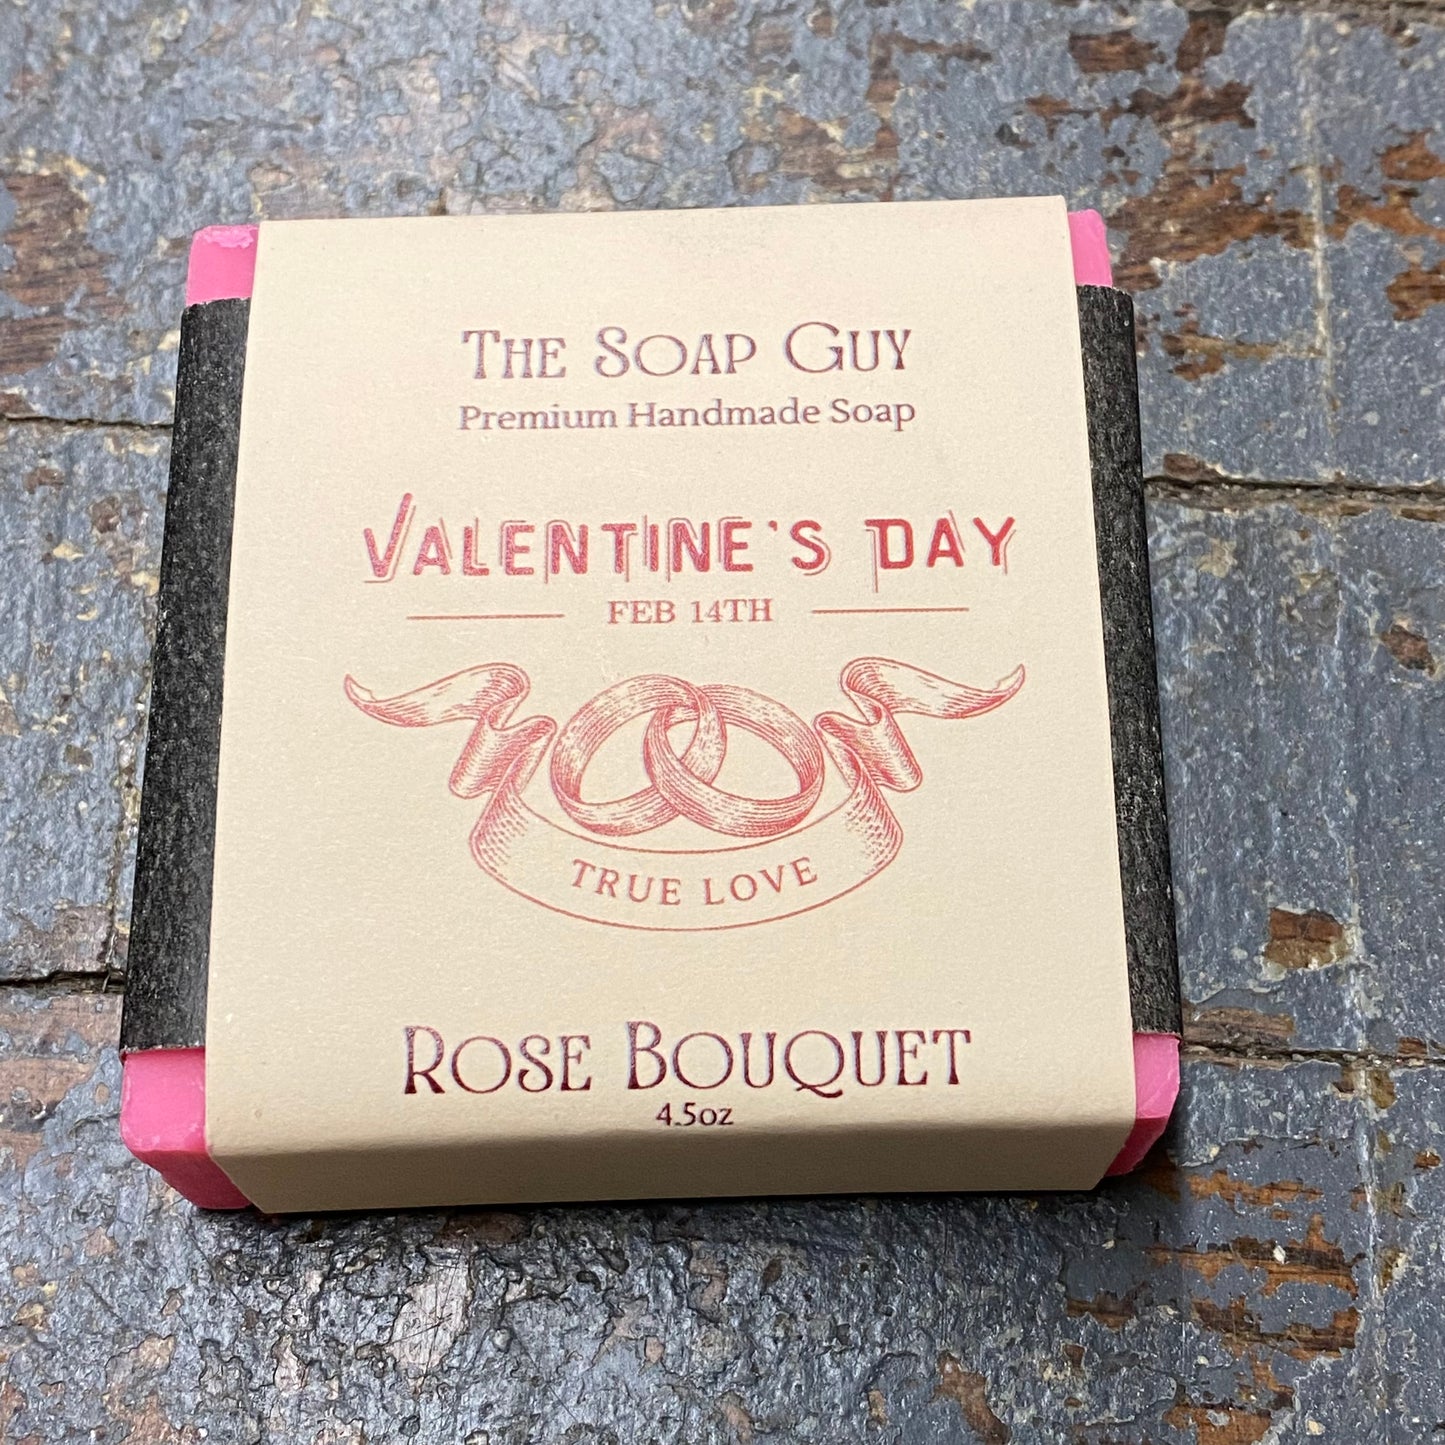 The Soap Guy
Premium Handmade Soap
Valentine's Day
FEB 14TH
TRUE LOVE
Rose Bouquet
4.5oz